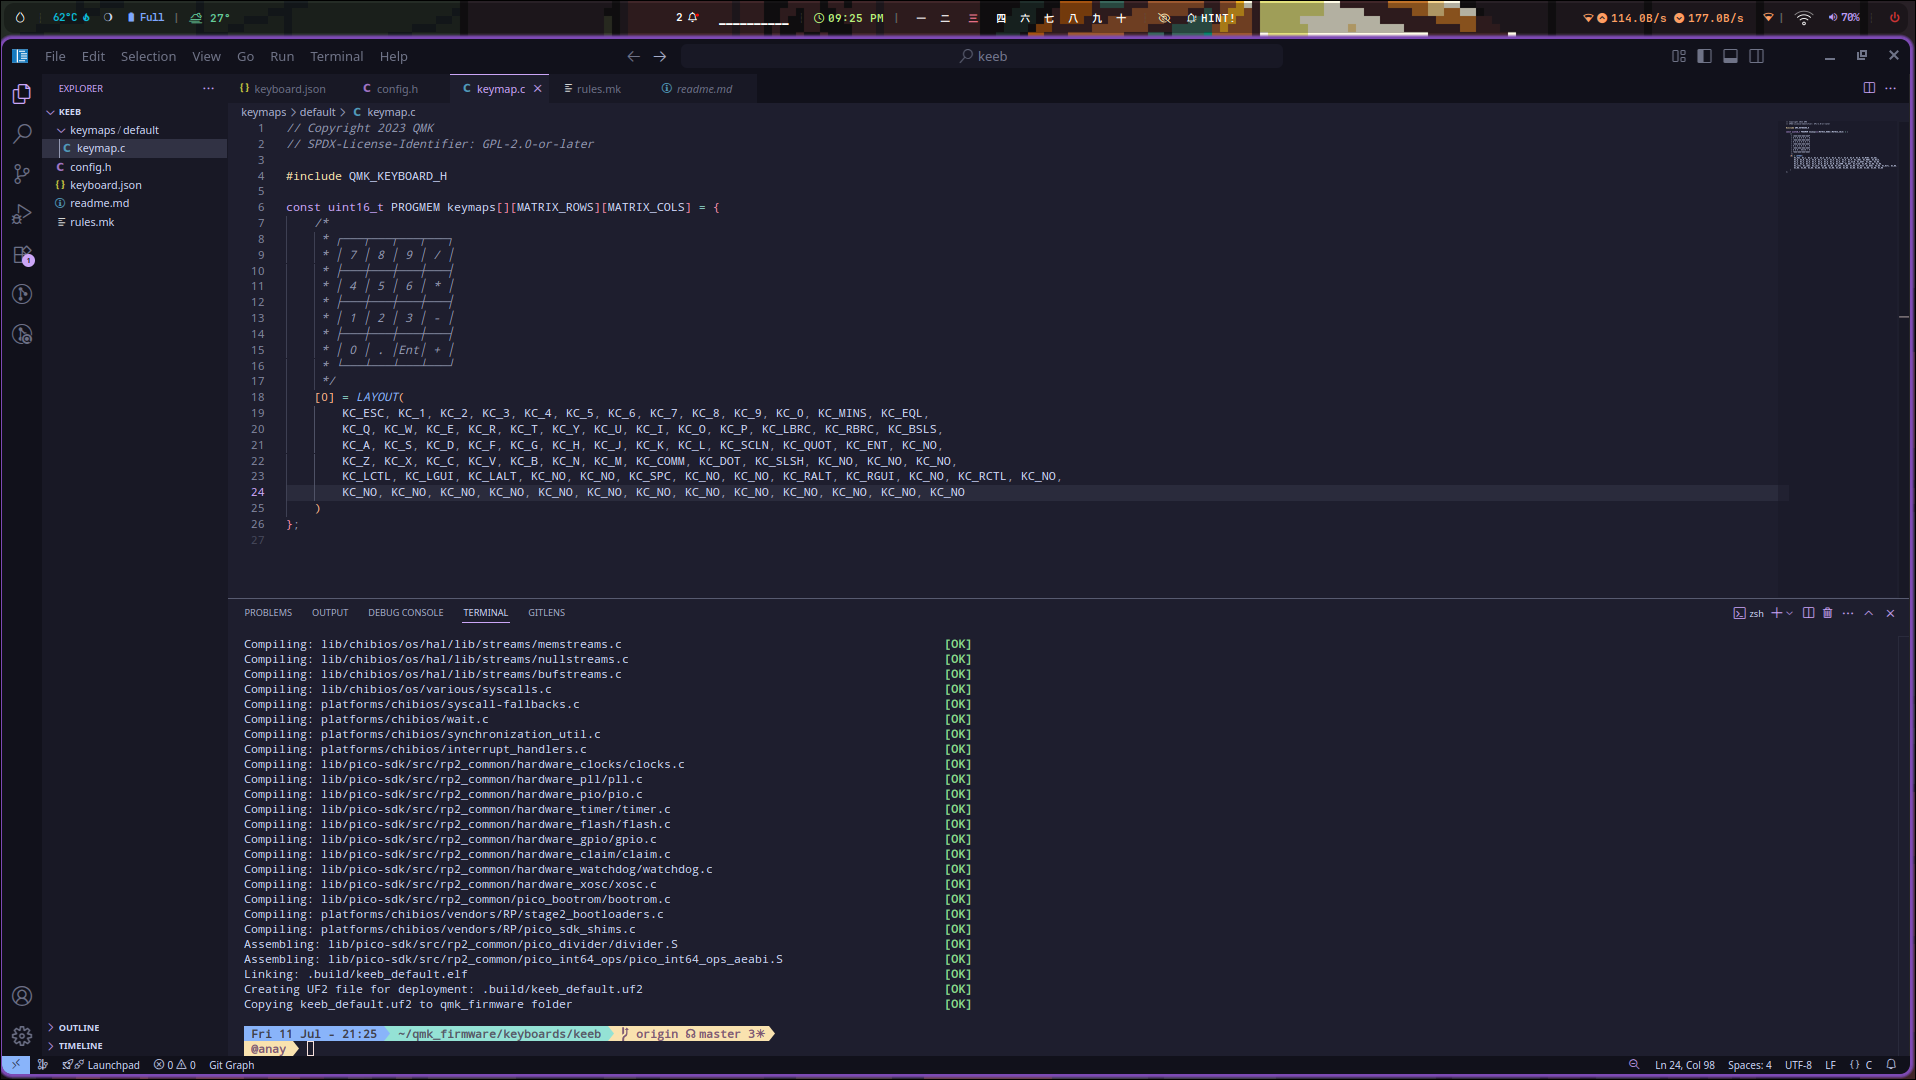 62°C Full | 27° 2 09:25 PM | 一 二 三 四 六 七 八 九 十 HINT! 114.0B/s 177.0B/s | 70%
File Edit Selection View Go Run Terminal Help keeb
EXPLORER
KEEB
keymaps / default
keymap.c
config.h
keyboard.json
readme.md
rules.mk
OUTLINE
TIMELINE
keyboard.json config.h keymap.c rules.mk readme.md
keymaps > default > C keymap.c
1 // Copyright 2023 QMK
2 // SPDX-License-Identifier: GPL-2.0-or-later
3
4 #include QMK_KEYBOARD_H
5
6 const uint16_t PROGMEM keymaps[][MATRIX_ROWS][MATRIX_COLS] = {
7 /*
8 * ┌───┬───┬───┬───┐
9 * │ 7 │ 8 │ 9 │ / │
10 * ├───┼───┼───┼───┤
11 * │ 4 │ 5 │ 6 │ * │
12 * ├───┼───┼───┼───┤
13 * │ 1 │ 2 │ 3 │ - │
14 * ├───┼───┼───┼───┤
15 * │ 0 │ . │Ent│ + │
16 * └───┴───┴───┴───┘
17 */
18 [0] = LAYOUT(
19 KC_ESC, KC_1, KC_2, KC_3, KC_4, KC_5, KC_6, KC_7, KC_8, KC_9, KC_0, KC_MINS, KC_EQL,
20 KC_Q, KC_W, KC_E, KC_R, KC_T, KC_Y, KC_U, KC_I, KC_O, KC_P, KC_LBRC, KC_RBRC, KC_BSLS,
21 KC_A, KC_S, KC_D, KC_F, KC_G, KC_H, KC_J, KC_K, KC_L, KC_SCLN, KC_QUOT, KC_ENT, KC_NO,
22 KC_Z, KC_X, KC_C, KC_V, KC_B, KC_N, KC_M, KC_COMM, KC_DOT, KC_SLSH, KC_NO, KC_NO, KC_NO,
23 KC_LCTL, KC_LGUI, KC_LALT, KC_NO, KC_NO, KC_SPC, KC_NO, KC_NO, KC_RALT, KC_RGUI, KC_NO, KC_RCTL, KC_NO,
24 KC_NO, KC_NO, KC_NO, KC_NO, KC_NO, KC_NO, KC_NO, KC_NO, KC_NO, KC_NO, KC_NO, KC_NO, KC_NO
25 )
26 };
27
PROBLEMS OUTPUT DEBUG CONSOLE TERMINAL GITLENS zsh
Compiling: lib/chibios/os/hal/lib/streams/memstreams.c [OK]
Compiling: lib/chibios/os/hal/lib/streams/nullstreams.c [OK]
Compiling: lib/chibios/os/hal/lib/streams/bufstreams.c [OK]
Compiling: lib/chibios/os/various/syscalls.c [OK]
Compiling: platforms/chibios/syscall-fallbacks.c [OK]
Compiling: platforms/chibios/wait.c [OK]
Compiling: platforms/chibios/synchronization_util.c [OK]
Compiling: platforms/chibios/interrupt_handlers.c [OK]
Compiling: lib/pico-sdk/src/rp2_common/hardware_clocks/clocks.c [OK]
Compiling: lib/pico-sdk/src/rp2_common/hardware_pll/pll.c [OK]
Compiling: lib/pico-sdk/src/rp2_common/hardware_pio/pio.c [OK]
Compiling: lib/pico-sdk/src/rp2_common/hardware_timer/timer.c [OK]
Compiling: lib/pico-sdk/src/rp2_common/hardware_flash/flash.c [OK]
Compiling: lib/pico-sdk/src/rp2_common/hardware_gpio/gpio.c [OK]
Compiling: lib/pico-sdk/src/rp2_common/hardware_claim/claim.c [OK]
Compiling: lib/pico-sdk/src/rp2_common/hardware_watchdog/watchdog.c [OK]
Compiling: lib/pico-sdk/src/rp2_common/hardware_xosc/xosc.c [OK]
Compiling: lib/pico-sdk/src/rp2_common/pico_bootrom/bootrom.c [OK]
Compiling: platforms/chibios/vendors/RP/stage2_bootloaders.c [OK]
Compiling: platforms/chibios/vendors/RP/pico_sdk_shims.c [OK]
Assembling: lib/pico-sdk/src/rp2_common/pico_divider/divider.S [OK]
Assembling: lib/pico-sdk/src/rp2_common/pico_int64_ops/pico_int64_ops_aeabi.S [OK]
Linking: .build/keeb_default.elf [OK]
Creating UF2 file for deployment: .build/keeb_default.uf2 [OK]
Copying keeb_default.uf2 to qmk_firmware folder [OK]
Fri 11 Jul - 21:25 ~/qmk_firmware/keyboards/keeb origin master 3*
@anay
Launchpad 0 0 Git Graph Ln 24, Col 98 Spaces: 4 UTF-8 LF {} C